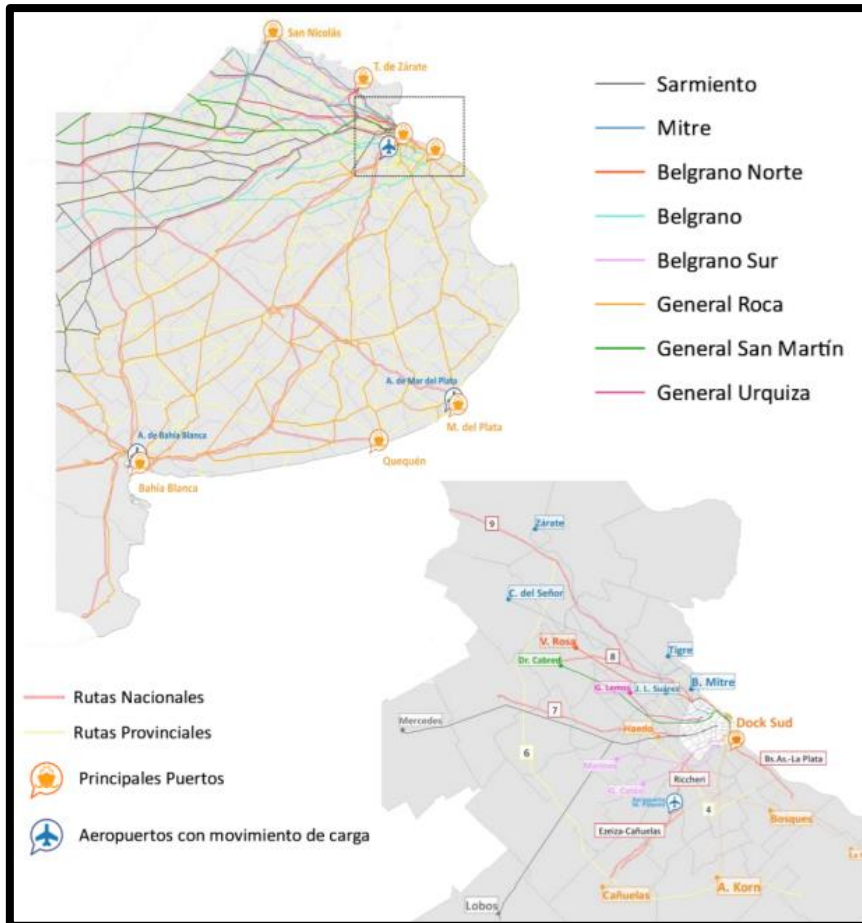 San Nicolás
T. de Zárate
A. de Mar del Plata
M. del Plata
Quequén
A. de Bahía Blanca
Bahía Blanca
Sarmiento
Mitre
Belgrano Norte
Belgrano
Belgrano Sur
General Roca
General San Martín
General Urquiza
Rutas Nacionales
Rutas Provinciales
Principales Puertos
Aeropuertos con movimiento de carga
9
Zárate
C. del Señor
V. Rosa
8
Tigre
Dr. Cabred
G. Lemos
J. L. Suárez
B. Mitre
7
Mercedes
Haedo
Dock Sud
6
Bs.As.-La Plata
Riccheri
Aeropuerto
4
Bosques
Ezeiza-Cañuelas
A. Korn
Cañuelas
Lobos